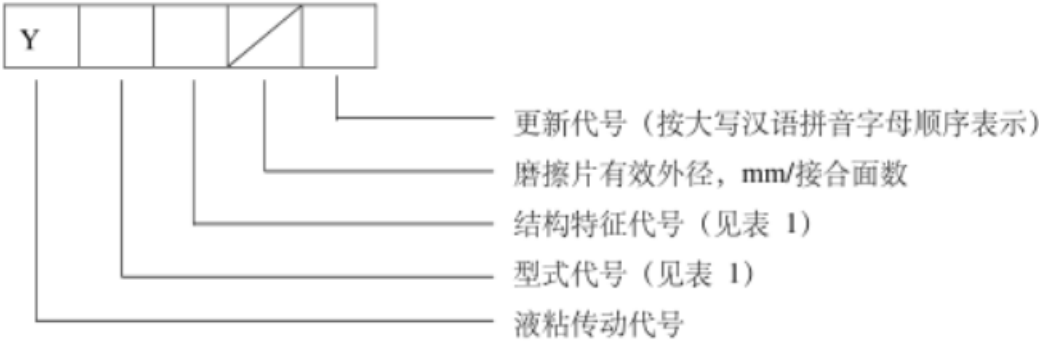 Y
更新代号（按大写汉语拼音字母顺序表示）
磨擦片有效外径，mm/接合面数
结构特征代号（见表 1）
型式代号（见表 1）
液粘传动代号